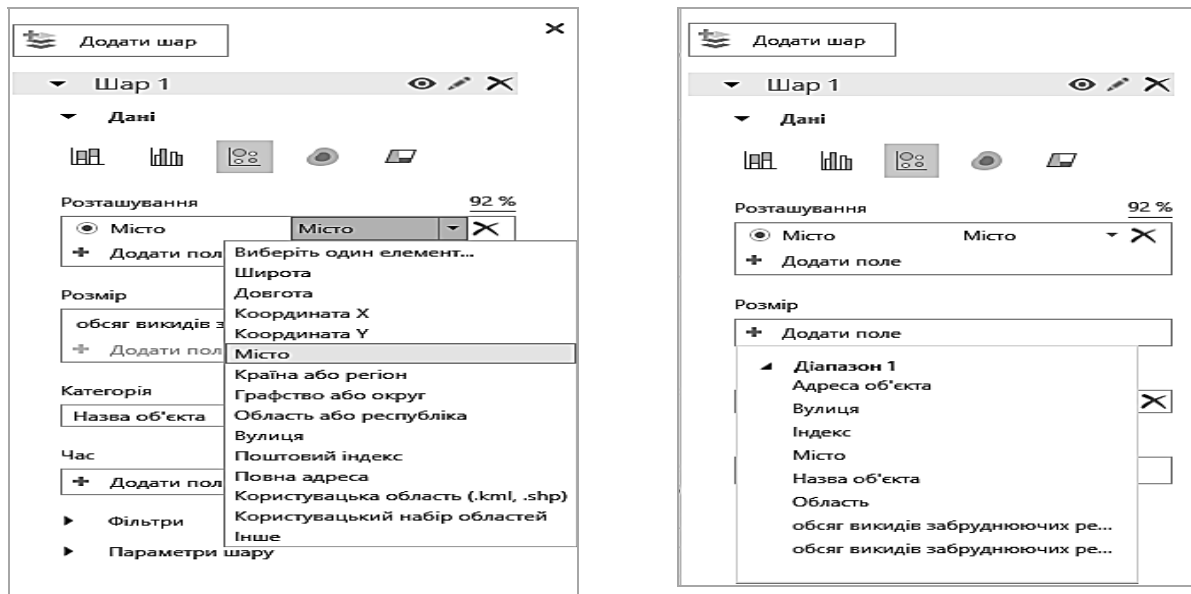 Додати шар
Шар 1
Дані
Розташування 92 %
Місто Місто
Додати пол
Виберіть один елемент...
Широта
Довгота
Координата X
Координата Y
Місто
Країна або регіон
Графство або округ
Область або республіка
Вулиця
Поштовий індекс
Повна адреса
Користувацька область (.kml, .shp)
Користувацький набір областей
Інше
Розмір
обсяг викидів з
Додати пол
Категорія
Назва об'єкта
Час
Додати пол
Фільтри
Параметри шару
Додати шар
Шар 1
Дані
Розташування 92 %
Місто Місто
Додати поле
Розмір
Додати поле
Діапазон 1
Адреса об'єкта
Вулиця
Індекс
Місто
Назва об'єкта
Область
обсяг викидів забруднюючих ре...
обсяг викидів забруднюючих ре...